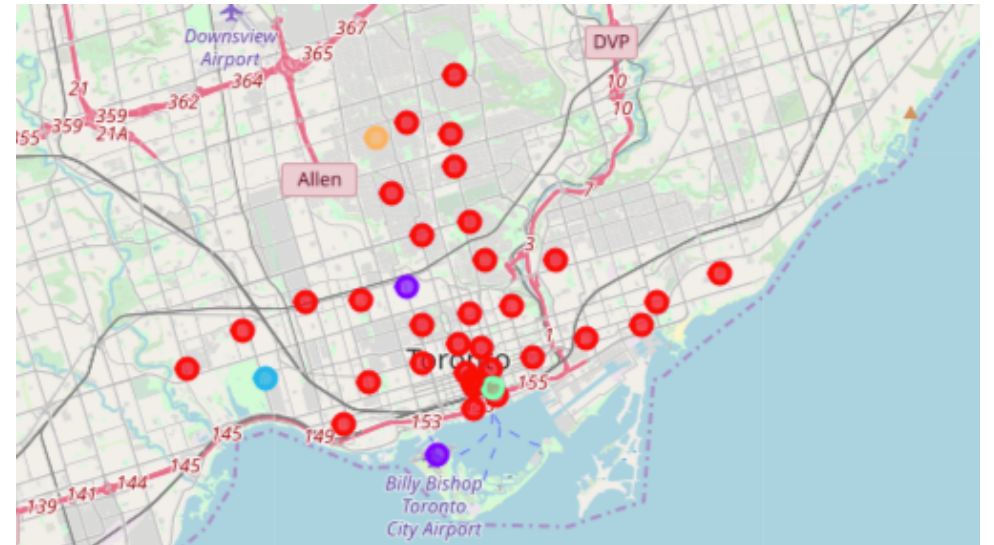 Downsview
Airport
367
365
364
362
359
21
359
21A
355
DVP
10
10
Allen
7
3
1
Toronto
155
153
149
145
145
144
141
139
Billy Bishop
Toronto
City Airport